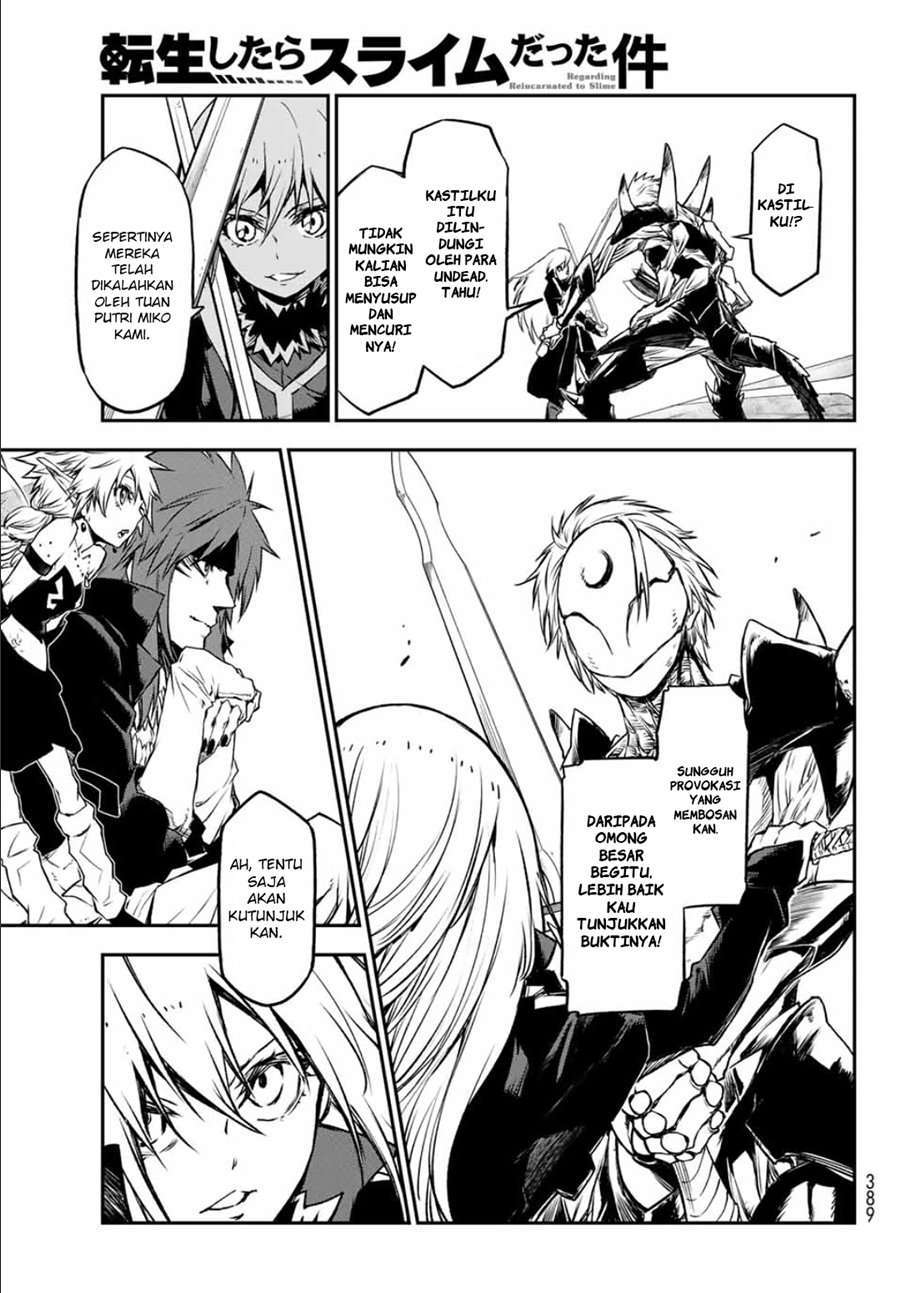 転生したらスライムだった件
Regarding
Reincarnated to Slime
DI
KASTIL-
KU!?
KASTILKU
ITU
DILIN-
DUNGI
OLEH PARA
UNDEAD.
TAHU!
TIDAK
MUNGKIN
KALIAN
BISA
MENYUSUP
DAN
MENCURI
NYA!
SEPERTINYA
MEREKA
TELAH
DIKALAHKAN
OLEH TUAN
PUTRI MIKO
KAMI.
SUNGGUH
PROVOKASI
YANG
MEMBOSAN
KAN.
DARIPADA
OMONG
BESAR
BEGITU,
LEBIH BAIK
KAU
TUNJUKKAN
BUKTINYA!
AH, TENTU
SAJA
AKAN
KUTUNJUK
KAN.
389